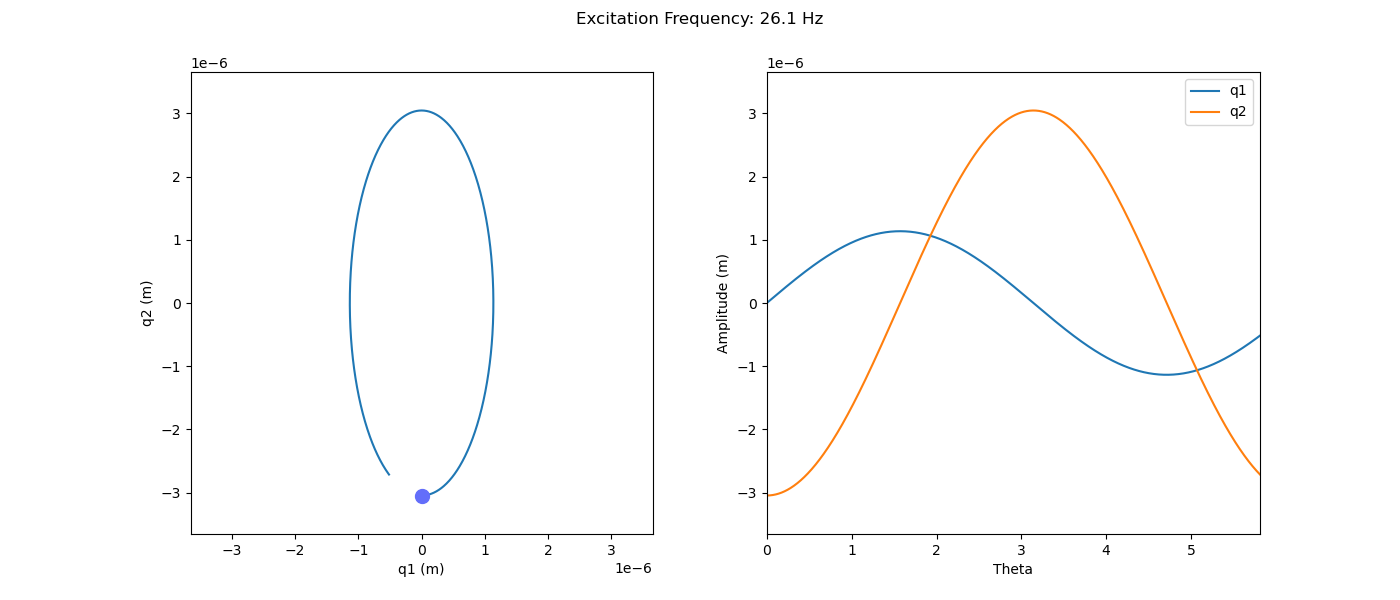 Excitation Frequency: 26.1 Hz
1e−6
3
2
1
0
−1
−2
−3
q2 (m)
−3 −2 −1 0 1 2 3
q1 (m)
1e−6
1e−6
3
2
1
0
−1
−2
−3
Amplitude (m)
0 1 2 3 4 5
Theta
q1
q2